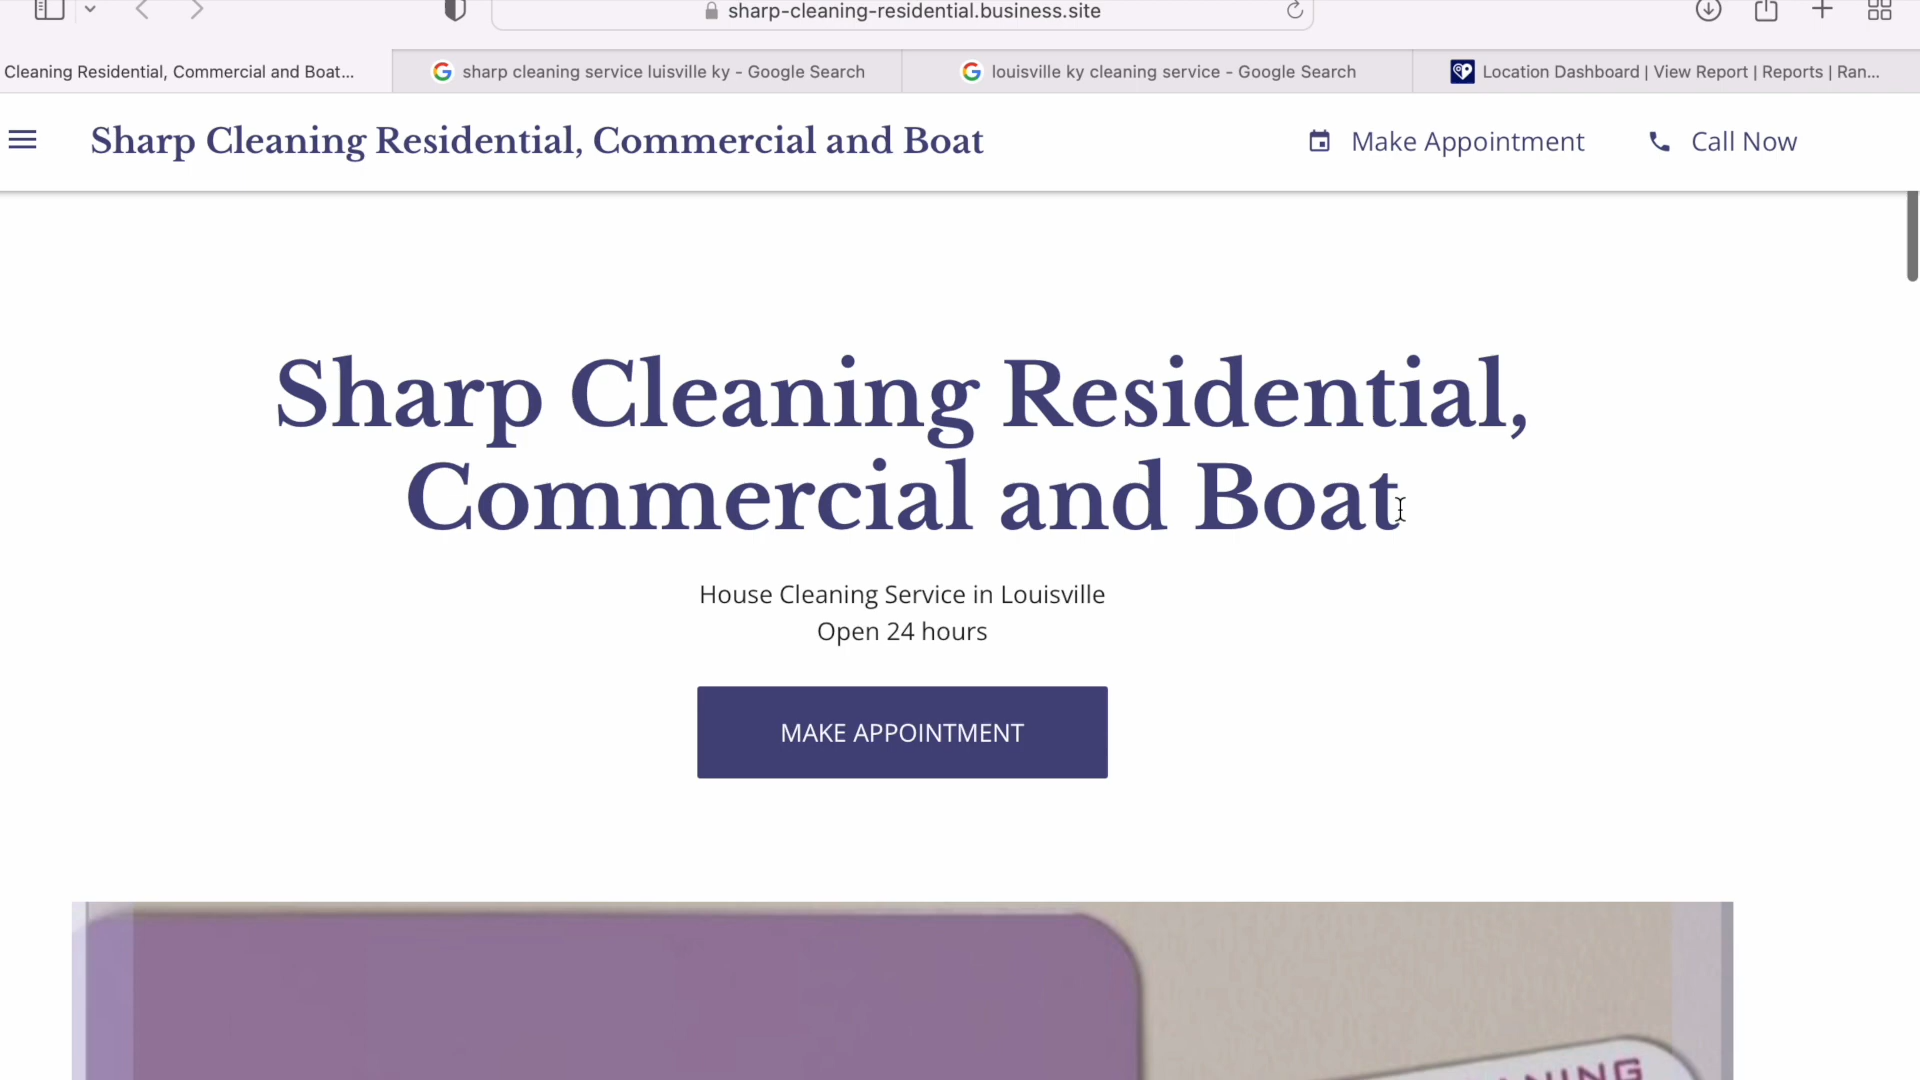 sharp-cleaning-residential.business.site
Cleaning Residential, Commercial and Boat...
sharp cleaning service luisville ky - Google Search
louisville ky cleaning service - Google Search
Location Dashboard | View Report | Reports | Ran...
Sharp Cleaning Residential, Commercial and Boat
Make Appointment
Call Now
Sharp Cleaning Residential,
Commercial and Boat
House Cleaning Service in Louisville
Open 24 hours
MAKE APPOINTMENT